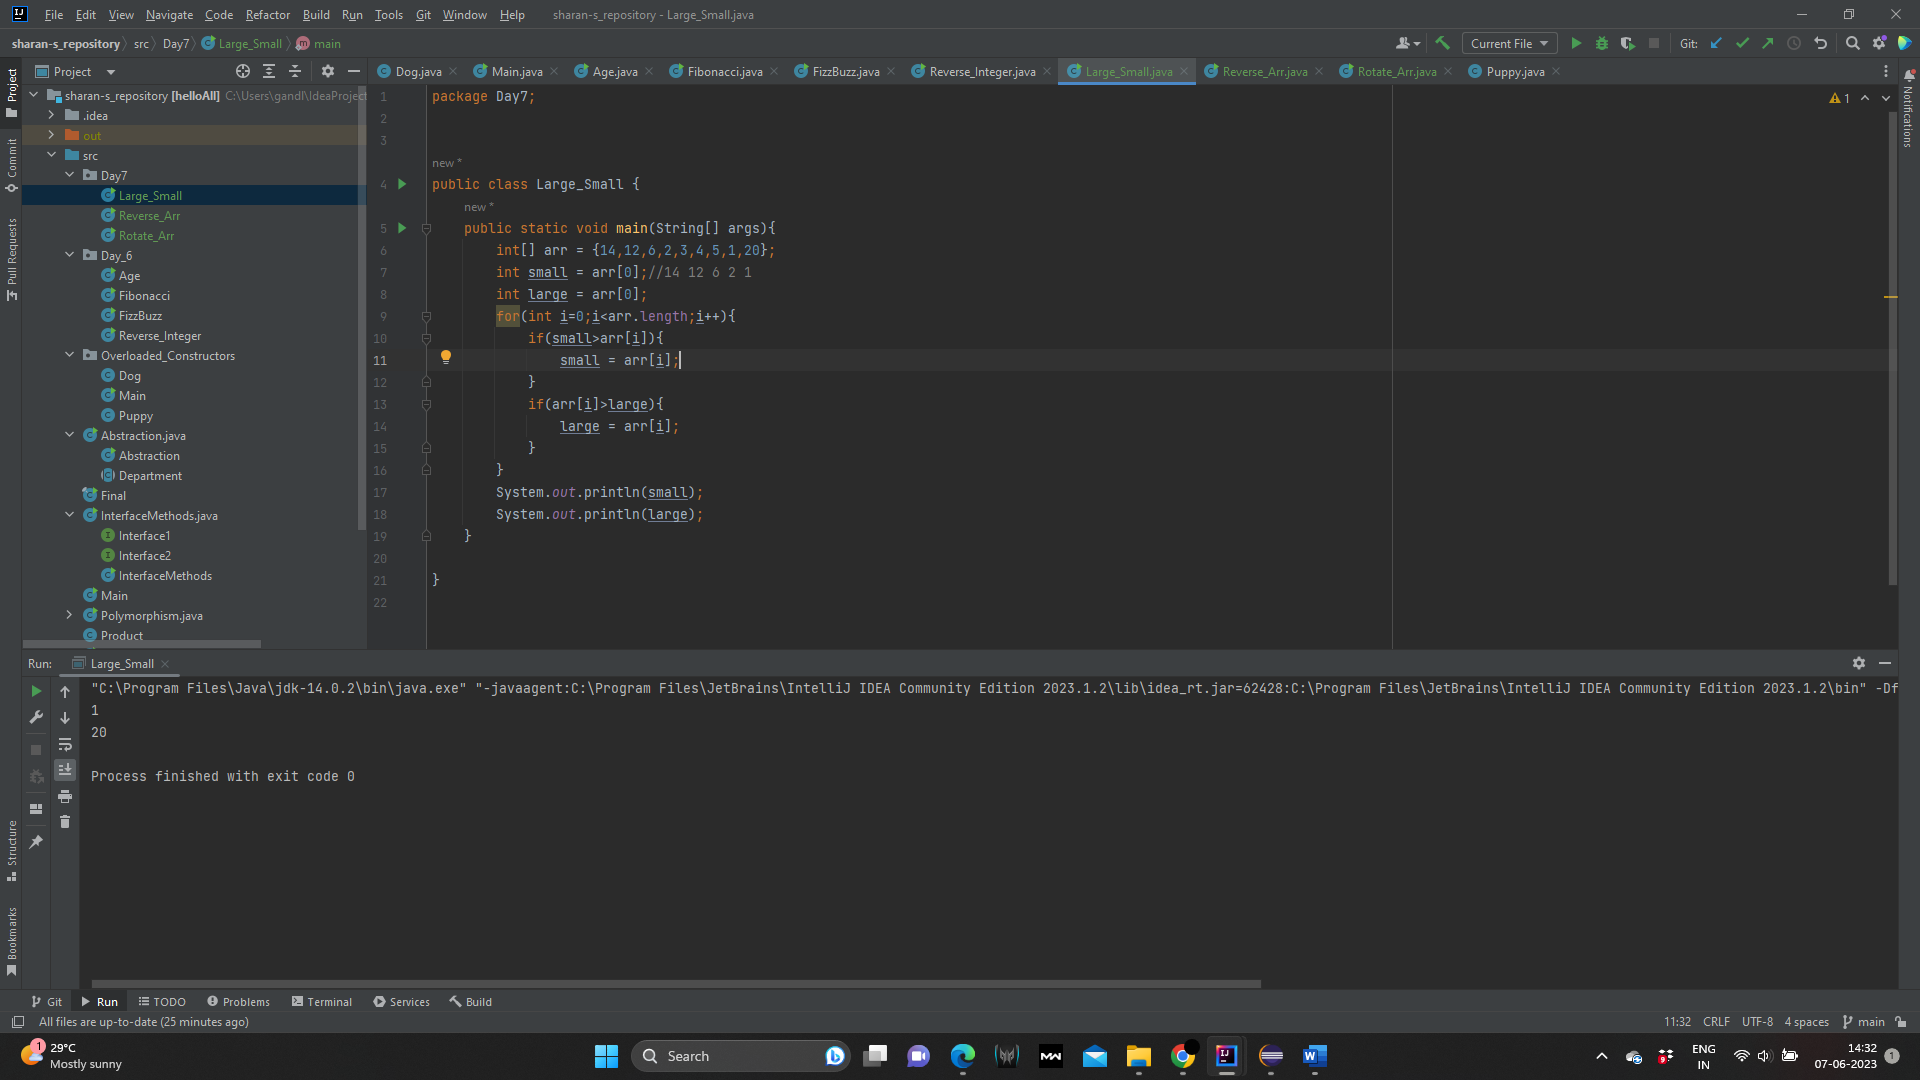 File Edit View Navigate Code Refactor Build Run Tools Git Window Help sharan-s_repository - Large_Small.java
sharan-s_repository src Day7 Large_Small main
Current File Git:
Project
Dog.java Main.java Age.java Fibonacci.java FizzBuzz.java Reverse_Integer.java Large_Small.java Reverse_Arr.java Rotate_Arr.java Puppy.java
Project
Commit
Pull Requests
Structure
Bookmarks
Notifications
sharan-s_repository [helloAll] C:\Users\gandl\IdeaProject
.idea
out
src
Day7
Large_Small
Reverse_Arr
Rotate_Arr
Day_6
Age
Fibonacci
FizzBuzz
Reverse_Integer
Overloaded_Constructors
Dog
Main
Puppy
Abstraction.java
Abstraction
Department
Final
InterfaceMethods.java
Interface1
Interface2
InterfaceMethods
Main
Polymorphism.java
Product
1
1 package Day7;
2
3
new *
4 public class Large_Small {
new *
5 public static void main(String[] args){
6 int[] arr = {14,12,6,2,3,4,5,1,20};
7 int small = arr[0];//14 12 6 2 1
8 int large = arr[0];
9 for(int i=0;i<arr.length;i++){
10 if(small>arr[i]){
11 small = arr[i];
12 }
13 if(arr[i]>large){
14 large = arr[i];
15 }
16 }
17 System.out.println(small);
18 System.out.println(large);
19 }
20
21 }
22
Run: Large_Small
"C:\Program Files\Java\jdk-14.0.2\bin\java.exe" "-javaagent:C:\Program Files\JetBrains\IntelliJ IDEA Community Edition 2023.1.2\lib\idea_rt.jar=62428:C:\Program Files\JetBrains\IntelliJ IDEA Community Edition 2023.1.2\bin" -Df
1
20
Process finished with exit code 0
Git Run TODO Problems Terminal Services Build
All files are up-to-date (25 minutes ago) 11:32 CRLF UTF-8 4 spaces main
1
29°C
Mostly sunny
Search
ENG
IN
14:32
07-06-2023
1